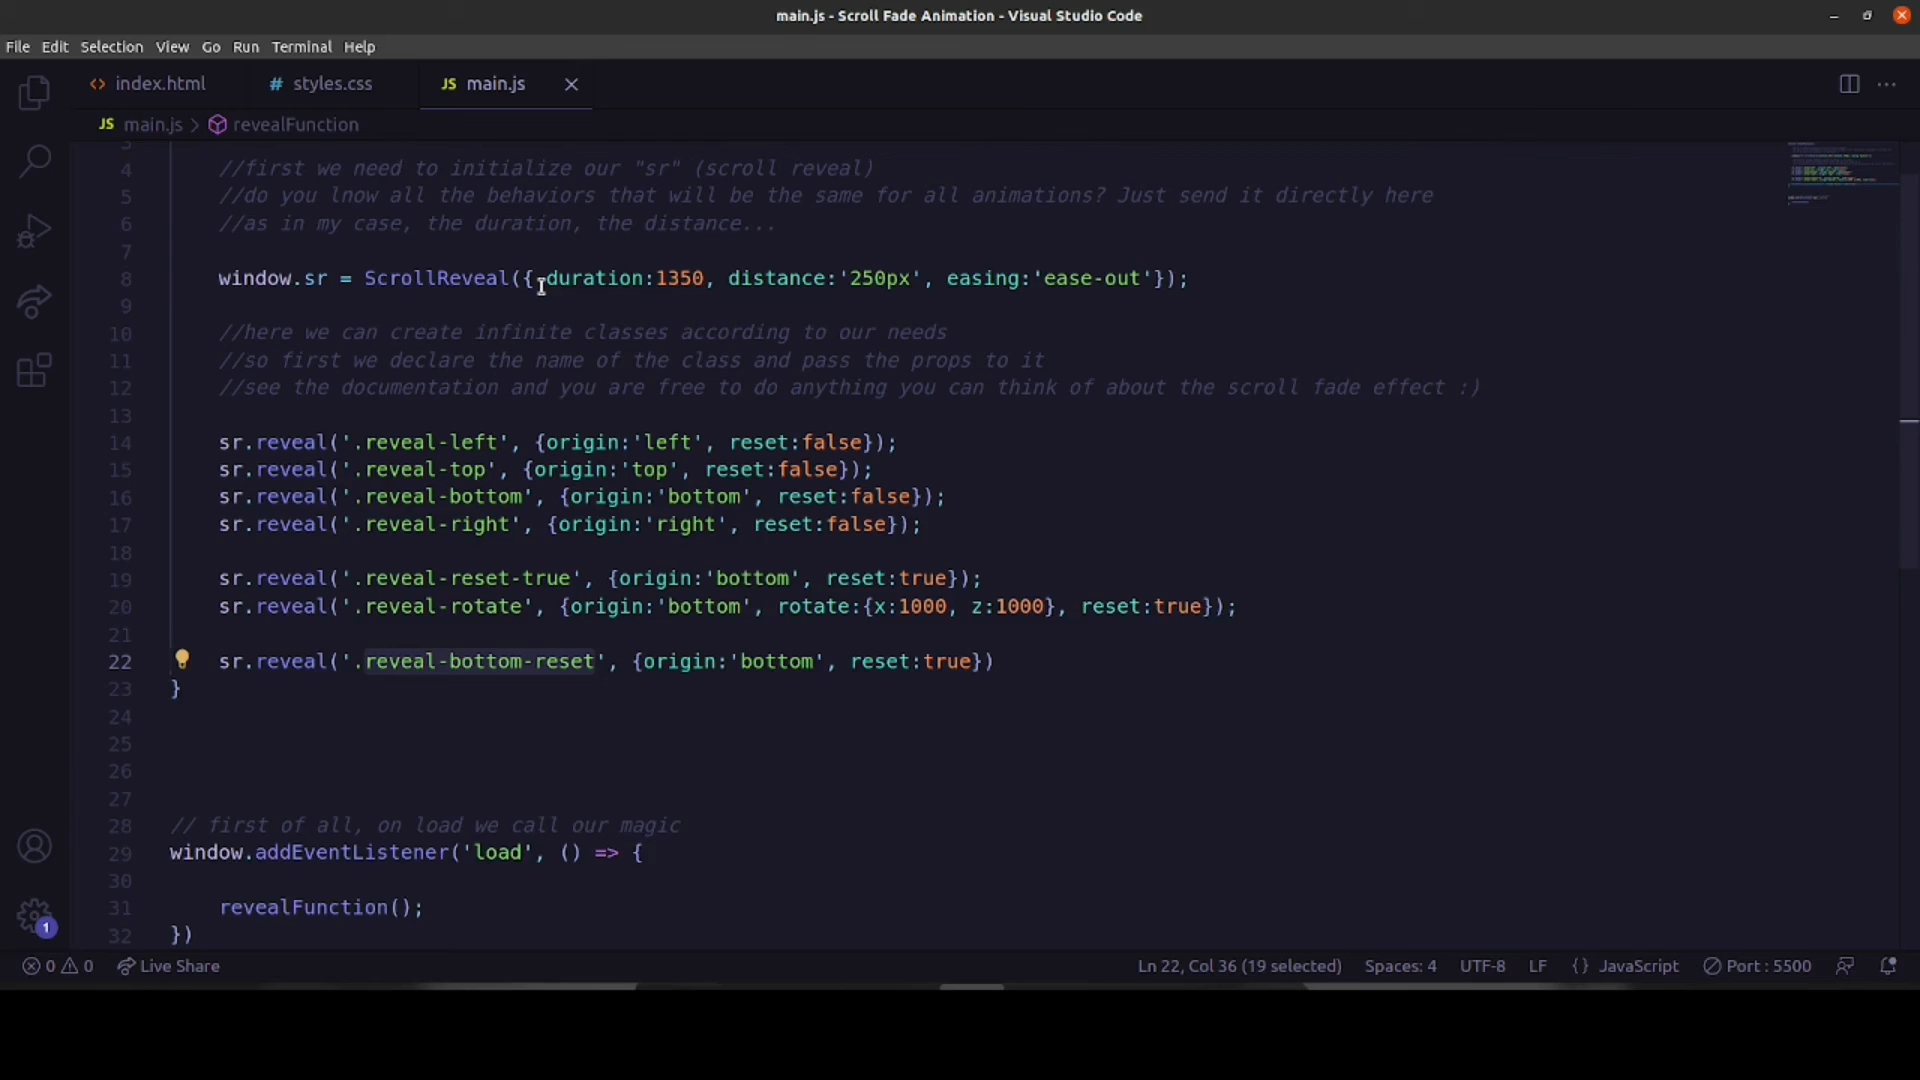 main.js - Scroll Fade Animation - Visual Studio Code
File Edit Selection View Go Run Terminal Help
<> index.html # styles.css JS main.js
JS main.js > revealFunction
3
4 //first we need to initialize our "sr" (scroll reveal)
5 //do you lnow all the behaviors that will be the same for all animations? Just send it directly here
6 //as in my case, the duration, the distance...
7
8 window.sr = ScrollReveal({ duration:1350, distance:'250px', easing:'ease-out'});
9
10 //here we can create infinite classes according to our needs
11 //so first we declare the name of the class and pass the props to it
12 //see the documentation and you are free to do anything you can think of about the scroll fade effect :)
13
14 sr.reveal('.reveal-left', {origin:'left', reset:false});
15 sr.reveal('.reveal-top', {origin:'top', reset:false});
16 sr.reveal('.reveal-bottom', {origin:'bottom', reset:false});
17 sr.reveal('.reveal-right', {origin:'right', reset:false});
18
19 sr.reveal('.reveal-reset-true', {origin:'bottom', reset:true});
20 sr.reveal('.reveal-rotate', {origin:'bottom', rotate:{x:1000, z:1000}, reset:true});
21
22 sr.reveal('.reveal-bottom-reset', {origin:'bottom', reset:true})
23 }
24
25
26
27
28 // first of all, on load we call our magic
29 window.addEventListener('load', () => {
30
31 revealFunction();
32 })
1
0 0 Live Share Ln 22, Col 36 (19 selected) Spaces: 4 UTF-8 LF {} JavaScript Port : 5500